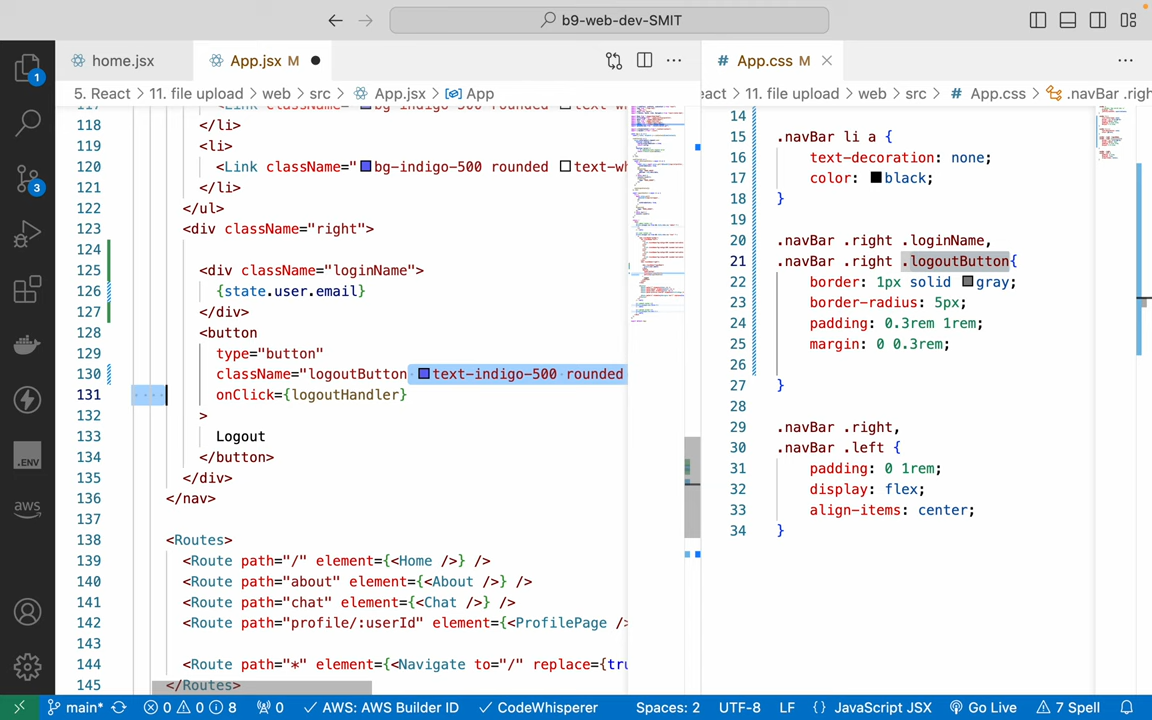 b9-web-dev-SMIT
home.jsx
App.jsx M
App.css M
5. React > 11. file upload > web > src > App.jsx > App
eact > 11. file upload > web > src > # App.css > .navBar .righ
118 </li>
119 <li>
120 <Link className="bg-indigo-500 rounded text-wh
121 </li>
122 </ul>
123 <div className="right">
124
125 <div className="loginName">
126 {state.user.email}
127 </div>
128 <button
129 type="button"
130 className="logoutButton text-indigo-500 rounded
131 onClick={logoutHandler}
132 >
133 Logout
134 </button>
135 </div>
136 </nav>
137
138 <Routes>
139 <Route path="/" element={<Home />} />
140 <Route path="about" element={<About />} />
141 <Route path="chat" element={<Chat />} />
142 <Route path="profile/:userId" element={<ProfilePage />
143
144 <Route path="*" element={<Navigate to="/" replace={tru
145 </Routes>
14
15 .navBar li a {
16 text-decoration: none;
17 color: black;
18 }
19
20 .navBar .right .loginName,
21 .navBar .right .logoutButton{
22 border: 1px solid gray;
23 border-radius: 5px;
24 padding: 0.3rem 1rem;
25 margin: 0 0.3rem;
26
27 }
28
29 .navBar .right,
30 .navBar .left {
31 padding: 0 1rem;
32 display: flex;
33 align-items: center;
34 }
1
3
.ENV
aws
main* 0 0 8 0 AWS: AWS Builder ID CodeWhisperer Spaces: 2 UTF-8 LF {} JavaScript JSX Go Live 7 Spell